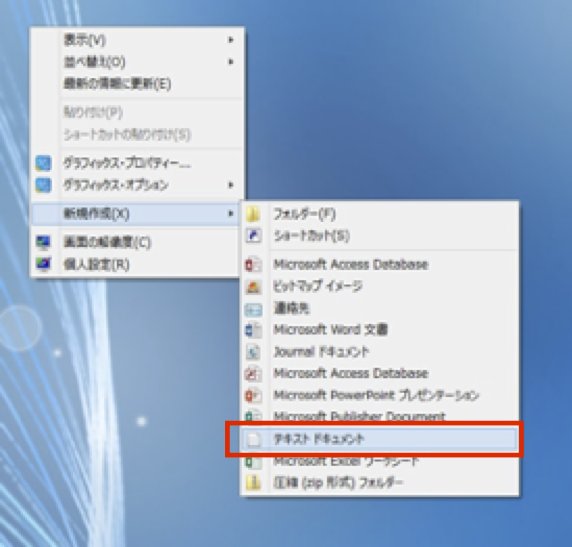 表示(V)
並べ替え(O)
最新の情報に更新(E)
貼り付け(P)
ショートカットの貼り付け(S)
グラフィックス・プロパティー...
グラフィックス・オプション
新規作成(X)
画面の解像度(C)
個人設定(R)
フォルダー(F)
ショートカット(S)
Microsoft Access Database
ビットマップ イメージ
連絡先
Microsoft Word 文書
Journal ドキュメント
Microsoft Access Database
Microsoft PowerPoint プレゼンテーション
Microsoft Publisher Document
テキスト ドキュメント
Microsoft Excel ワークシート
圧縮 (zip 形式) フォルダー